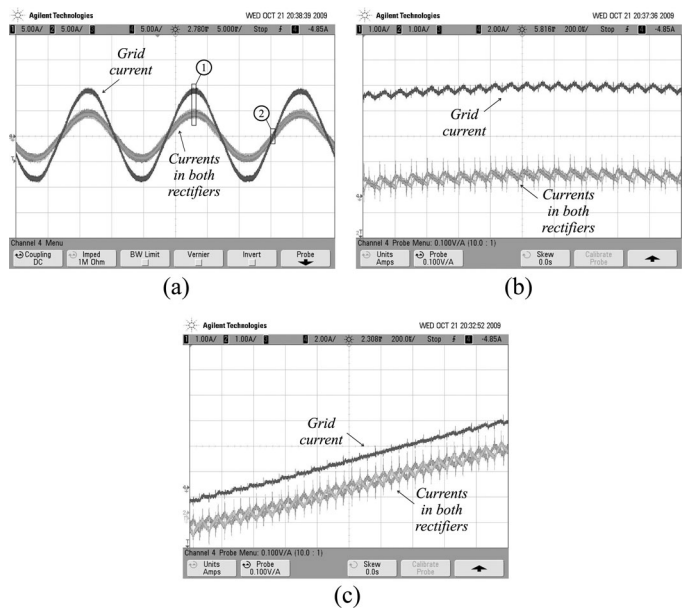 Agilent Technologies WED OCT 21 20:38:39 2009
1 5.00A/ 2 5.00A/ 3 4 5.00A/ 2.760 5.000 Stop 4 -4.85A
Grid
current
1
2
Currents
in both
rectifiers
Channel 4 Menu
Coupling
DC
Imped
1M Ohm
BW Limit
Vernier
Invert
Probe
(a)
Agilent Technologies WED OCT 21 20:37:36 2009
1 1.00A/ 2 1.00A/ 3 4 2.00A/ 5.816 200.0 Stop 4 -4.85A
Grid
current
Currents
in both
rectifiers
Channel 4 Probe Menu: 0.100V/A (10.0 : 1)
Units
Amps
Probe
0.100V/A
Skew
0.0s
Calibrate
Probe
(b)
Agilent Technologies WED OCT 21 20:32:52 2009
1 1.00A/ 2 1.00A/ 3 4 2.00A/ 2.308 200.0 Stop 4 -4.85A
Grid
current
Currents
in both
rectifiers
Channel 4 Probe Menu: 0.100V/A (10.0 : 1)
Units
Amps
Probe
0.100V/A
Skew
0.0s
Calibrate
Probe
(c)